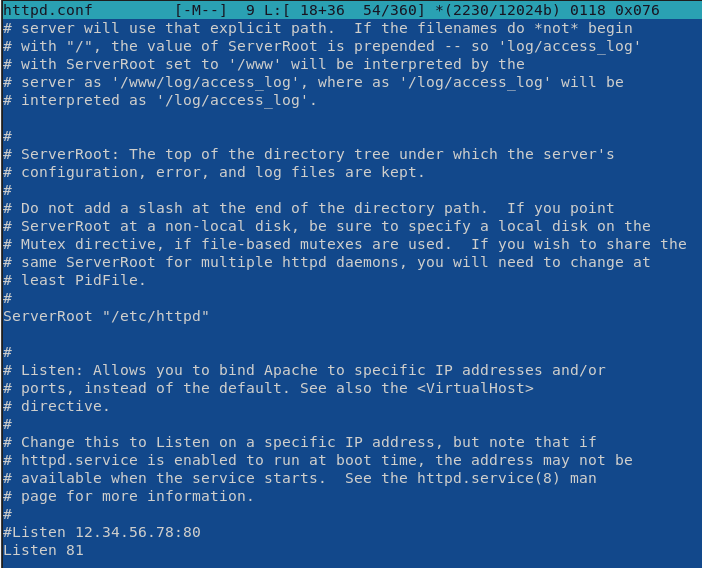 httpd.conf [-M--] 9 L:[ 18+36 54/360] *(2230/12024b) 0118 0x076
# server will use that explicit path. If the filenames do *not* begin
# with "/", the value of ServerRoot is prepended -- so 'log/access_log'
# with ServerRoot set to '/www' will be interpreted by the
# server as '/www/log/access_log', where as '/log/access_log' will be
# interpreted as '/log/access_log'.
#
# ServerRoot: The top of the directory tree under which the server's
# configuration, error, and log files are kept.
#
# Do not add a slash at the end of the directory path. If you point
# ServerRoot at a non-local disk, be sure to specify a local disk on the
# Mutex directive, if file-based mutexes are used. If you wish to share the
# same ServerRoot for multiple httpd daemons, you will need to change at
# least PidFile.
#
ServerRoot "/etc/httpd"
#
# Listen: Allows you to bind Apache to specific IP addresses and/or
# ports, instead of the default. See also the <VirtualHost>
# directive.
#
# Change this to Listen on a specific IP address, but note that if
# httpd.service is enabled to run at boot time, the address may not be
# available when the service starts. See the httpd.service(8) man
# page for more information.
#
#Listen 12.34.56.78:80
Listen 81